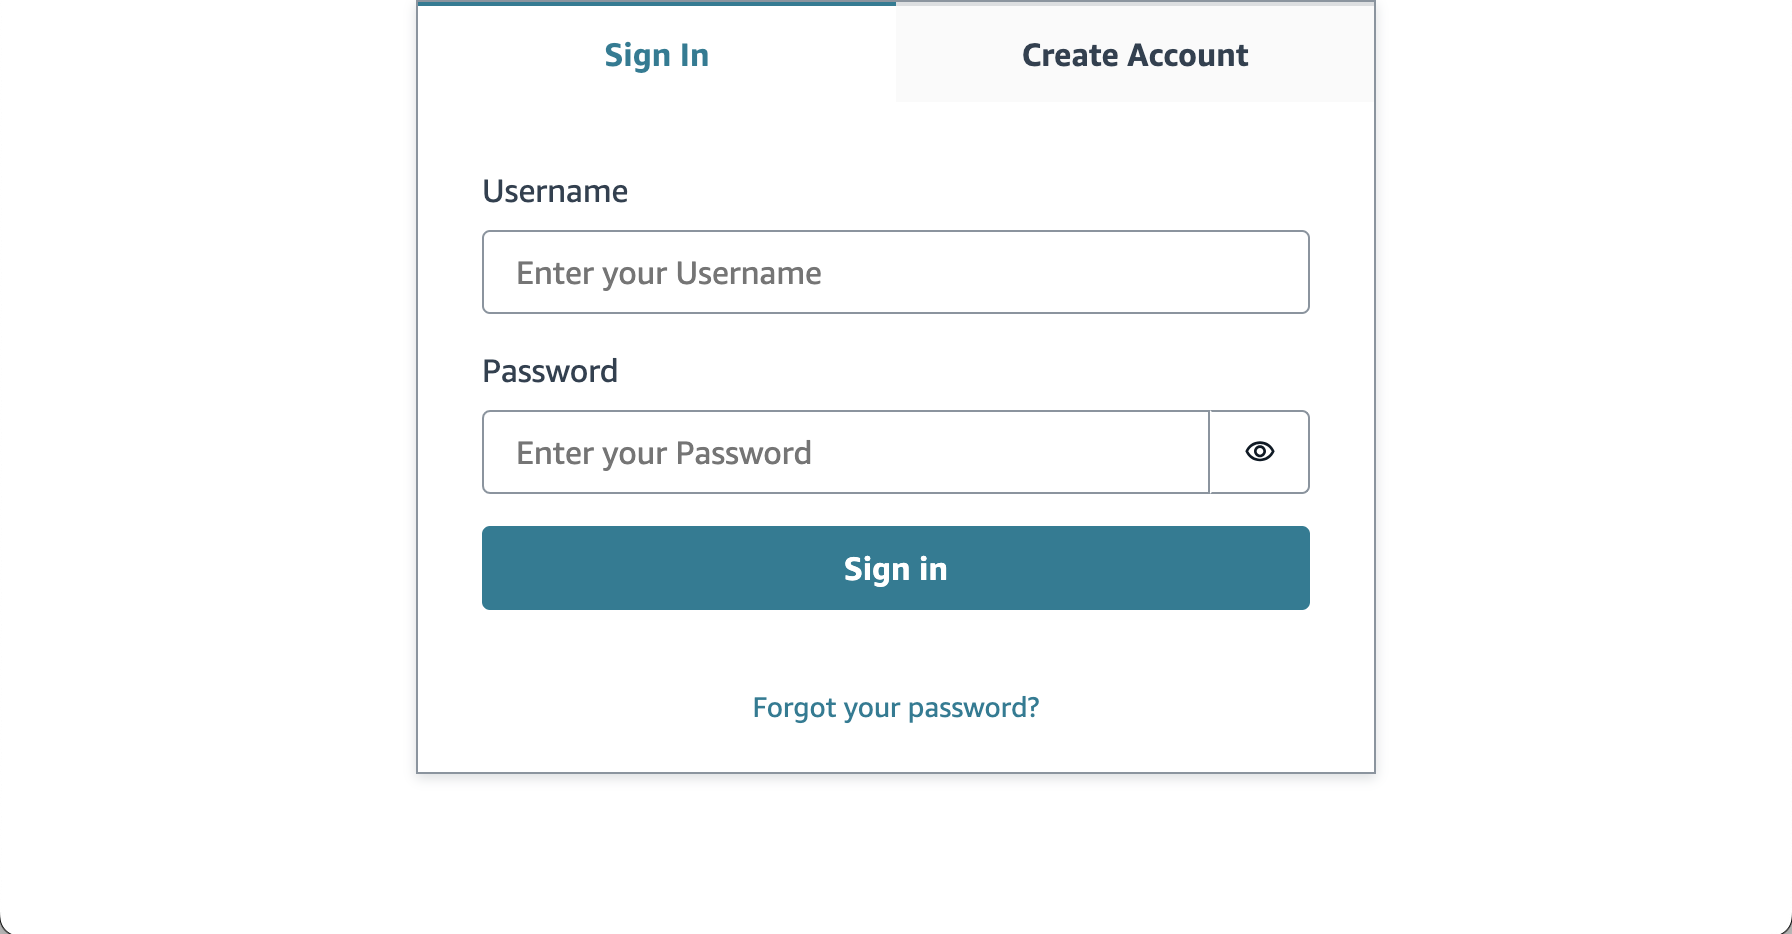 Sign In
Create Account
Username
Enter your Username
Password
Enter your Password
Sign in
Forgot your password?